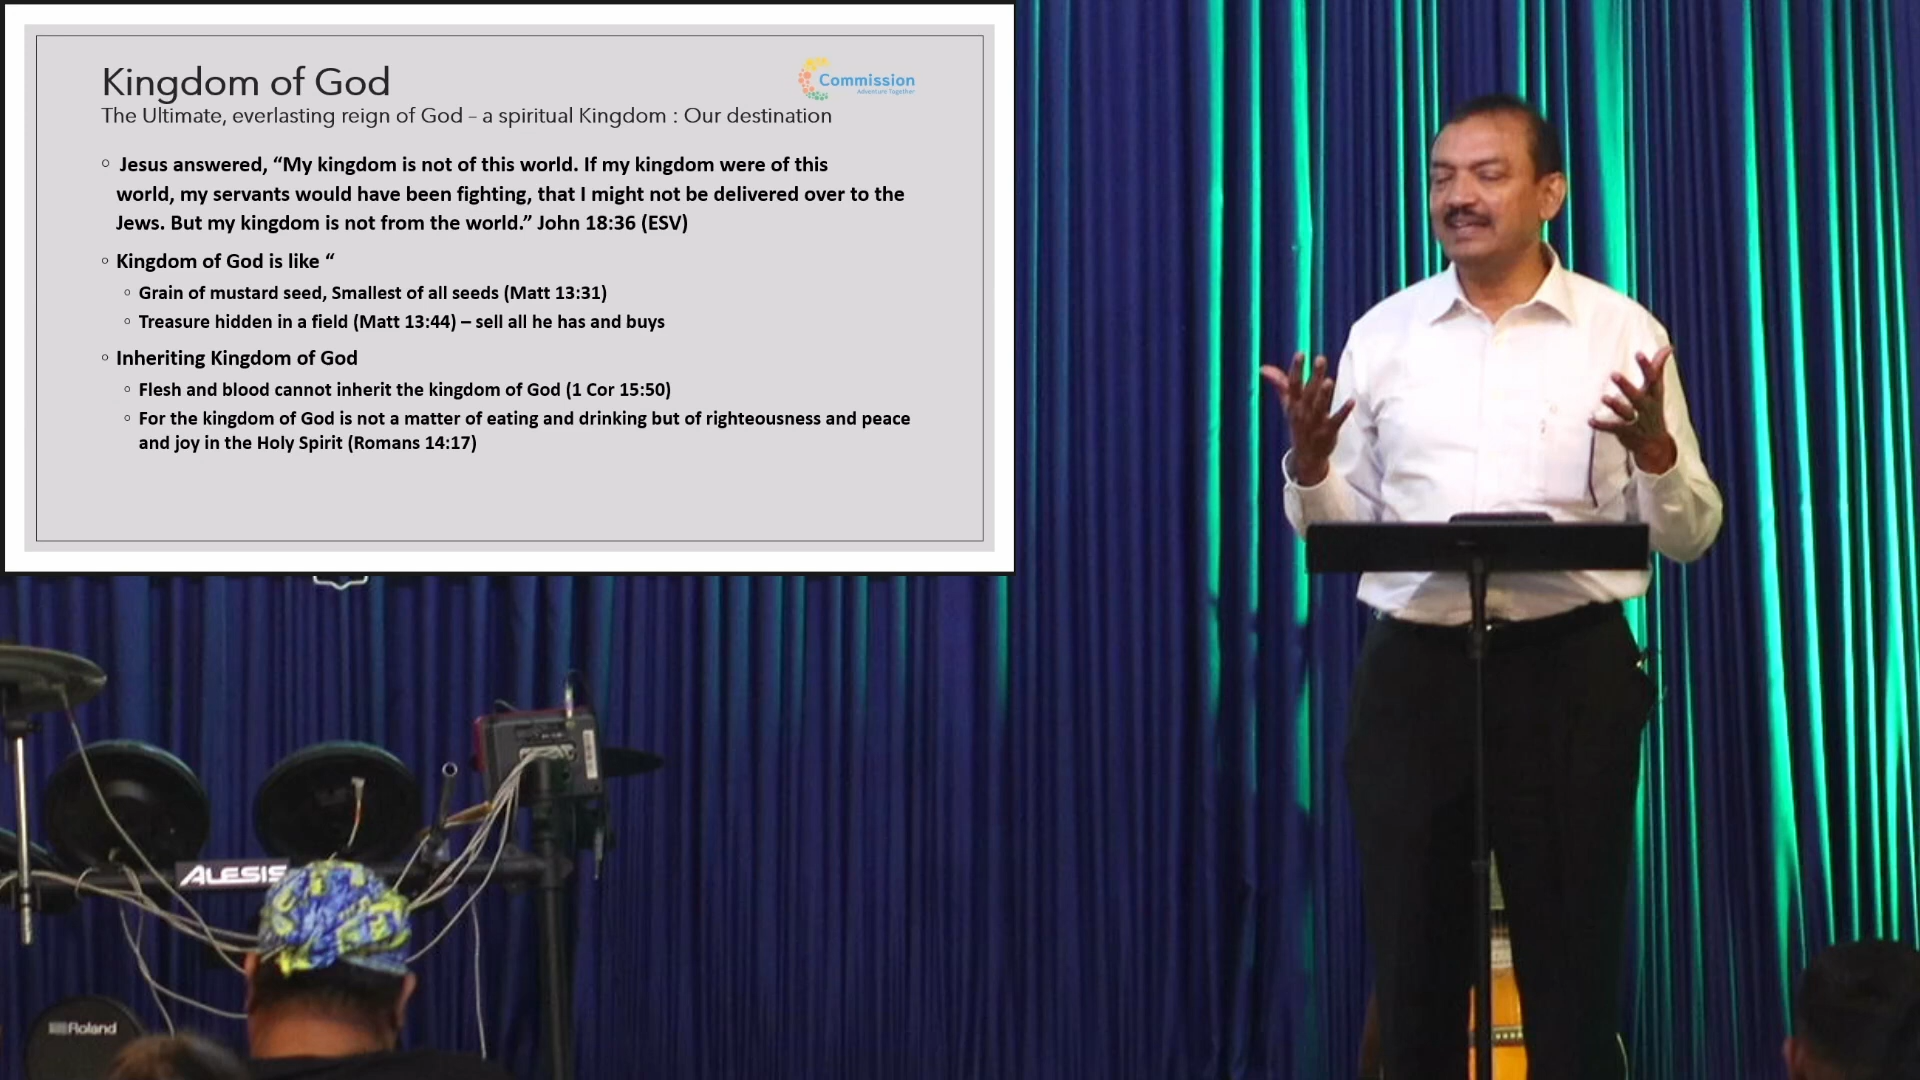 Kingdom of God
Commission
Adventure Together
The Ultimate, everlasting reign of God – a spiritual Kingdom : Our destination
Jesus answered, “My kingdom is not of this world. If my kingdom were of this
world, my servants would have been fighting, that I might not be delivered over to the
Jews. But my kingdom is not from the world.” John 18:36 (ESV)
Kingdom of God is like “
Grain of mustard seed, Smallest of all seeds (Matt 13:31)
Treasure hidden in a field (Matt 13:44) – sell all he has and buys
Inheriting Kingdom of God
Flesh and blood cannot inherit the kingdom of God (1 Cor 15:50)
For the kingdom of God is not a matter of eating and drinking but of righteousness and peace
and joy in the Holy Spirit (Romans 14:17)
ALESIS
Roland